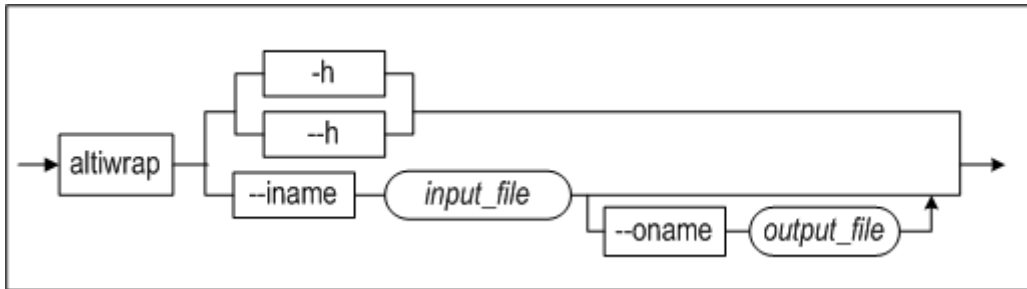 -h
--h
altiwrap
--iname
input_file
--oname
output_file